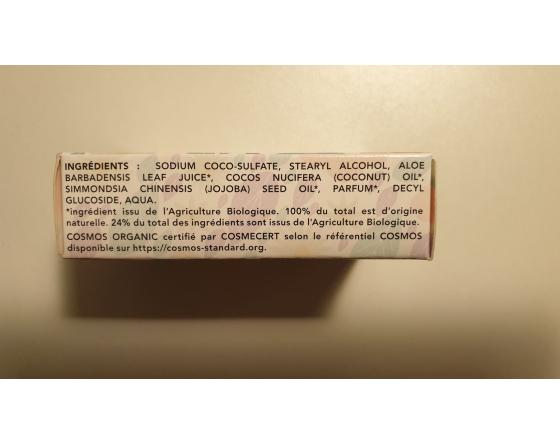 INGRÉDIENTS : SODIUM COCO-SULFATE, STEARYL ALCOHOL, ALOE
BARBADENSIS LEAF JUICE*, COCOS NUCIFERA (COCONUT) OIL*,
SIMMONDSIA CHINENSIS (JOJOBA) SEED OIL*, PARFUM*, DECYL
GLUCOSIDE, AQUA.
*ingrédient issu de l'Agriculture Biologique. 100% du total est d'origine
naturelle. 24% du total des ingrédients sont issus de l'Agriculture Biologique.
COSMOS ORGANIC certifié par COSMECERT selon le référentiel COSMOS
disponible sur https://cosmos-standard.org.